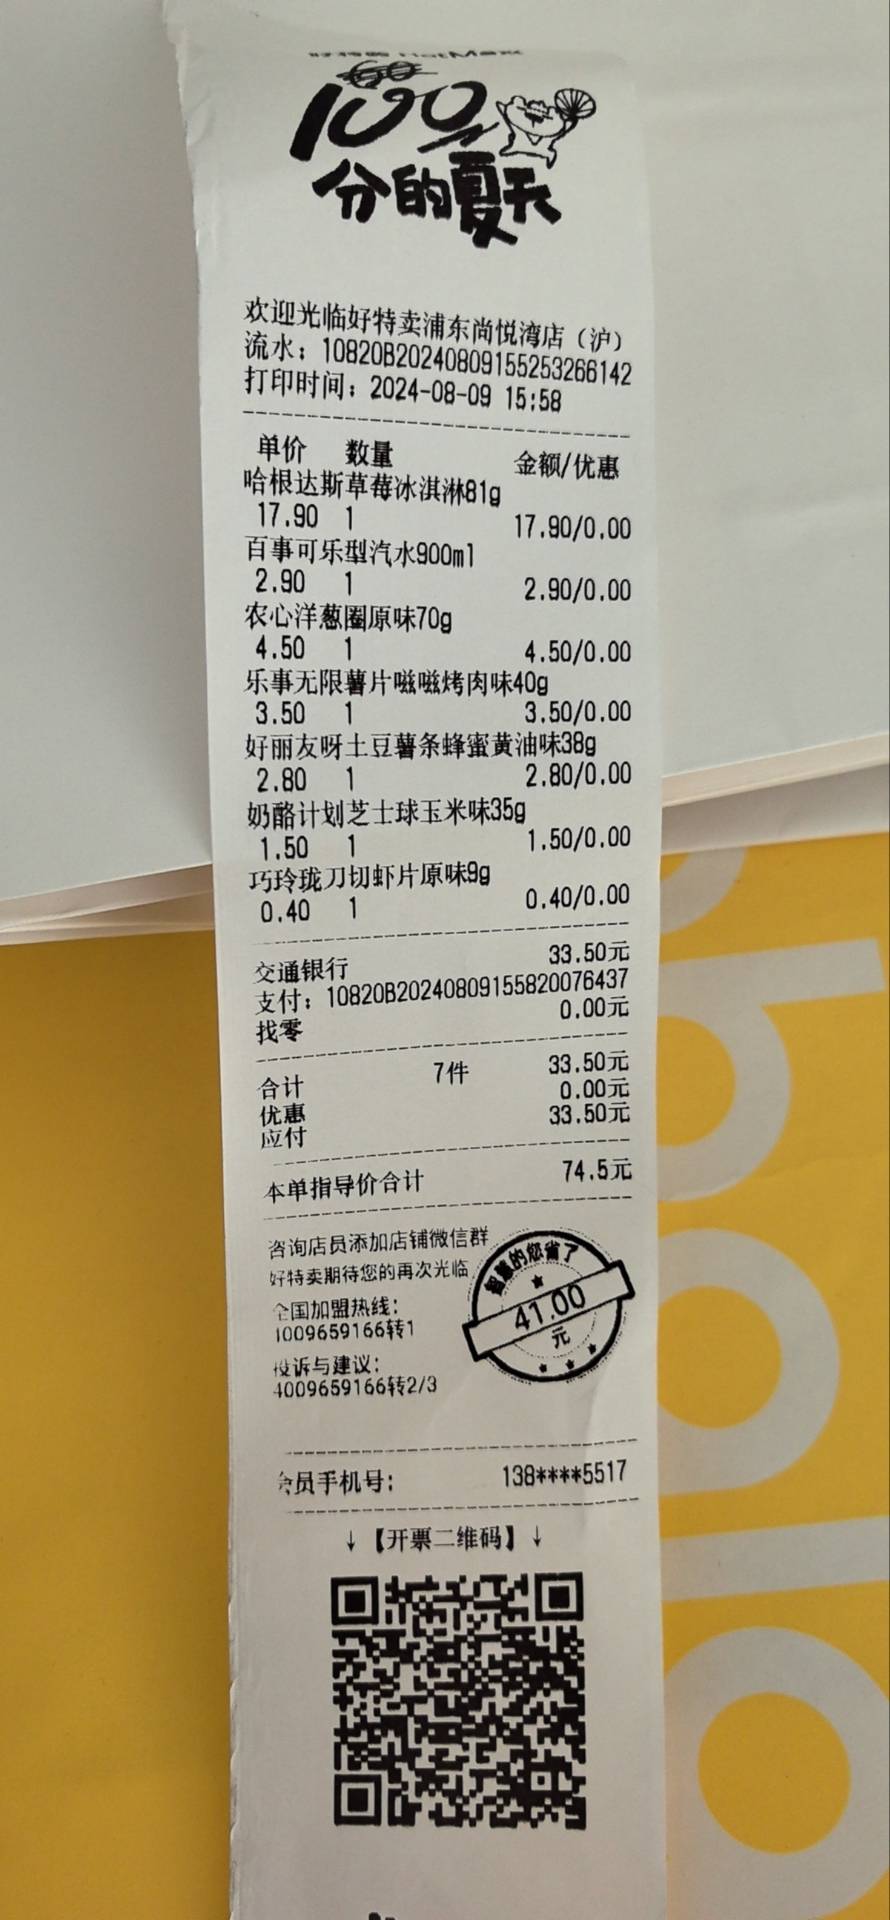 100
分的夏天
欢迎光临好特卖浦东尚悦湾店（沪）
流水：10820B20240809155253266142
打印时间：2024-08-09 15:58
单价 数量 金额/优惠
哈根达斯草莓冰淇淋81g
17.90 1 17.90/0.00
百事可乐型汽水900ml
2.90 1 2.90/0.00
农心洋葱圈原味70g
4.50 1 4.50/0.00
乐事无限薯片嗞嗞烤肉味40g
3.50 1 3.50/0.00
好丽友呀土豆薯条蜂蜜黄油味38g
2.80 1 2.80/0.00
奶酪计划芝士球玉米味35g
1.50 1 1.50/0.00
巧玲珑刀切虾片原味9g
0.40 1 0.40/0.00
交通银行 33.50元
支付：10820B20240809155820076437
找零 0.00元
合计 7件 33.50元
优惠 0.00元
应付 33.50元
本单指导价合计 74.5元
咨询店员添加店铺微信群
好特卖期待您的再次光临
智慧的您省了
41.00
元
全国加盟热线：
4009659166转1
投诉与建议：
4009659166转2/3
会员手机号： 138****5517
↓【开票二维码】↓